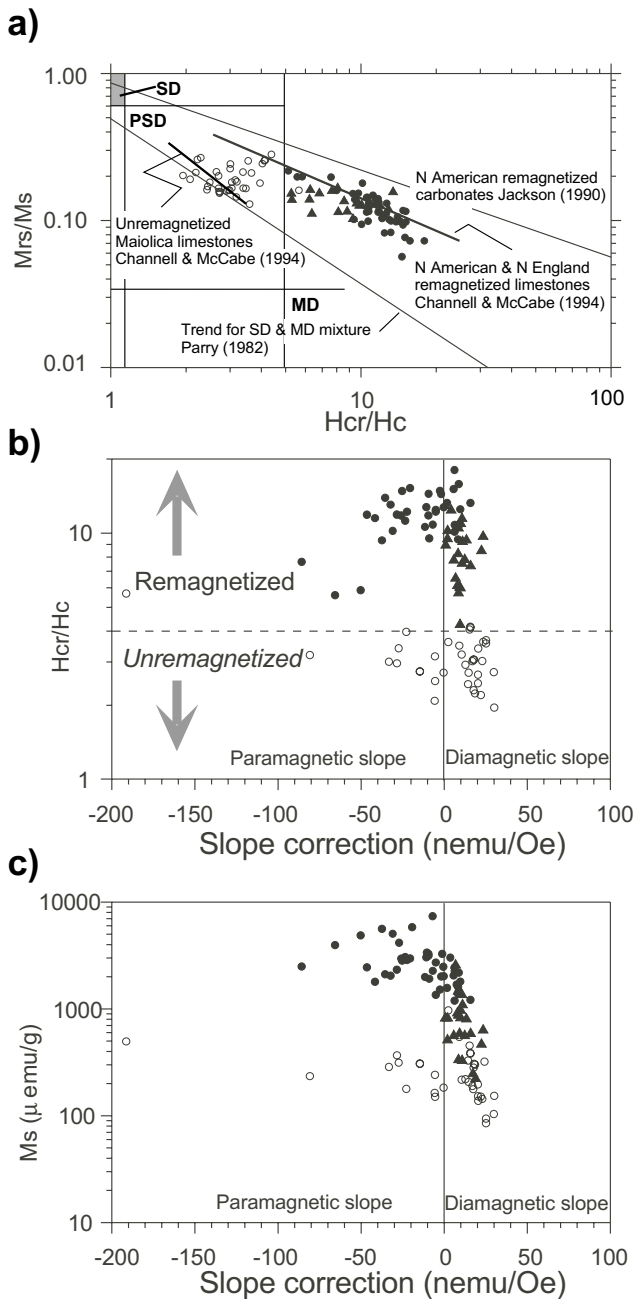 a)
1.00
SD
PSD
Mrs/Ms
0.10
N American remagnetized
carbonates Jackson (1990)
Unremagnetized
Maiolica limestones
Channell & McCabe (1994)
N American & N England
remagnetized limestones
Channell & McCabe (1994)
MD
Trend for SD & MD mixture
Parry (1982)
0.01
1 10 100
Hcr/Hc
b)
10
Remagnetized
Hcr/Hc
Unremagnetized
Paramagnetic slope Diamagnetic slope
1
-200 -150 -100 -50 0 50 100
Slope correction (nemu/Oe)
c)
10000
1000
Ms (μ emu/g)
100
Paramagnetic slope Diamagnetic slope
10
-200 -150 -100 -50 0 50 100
Slope correction (nemu/Oe)